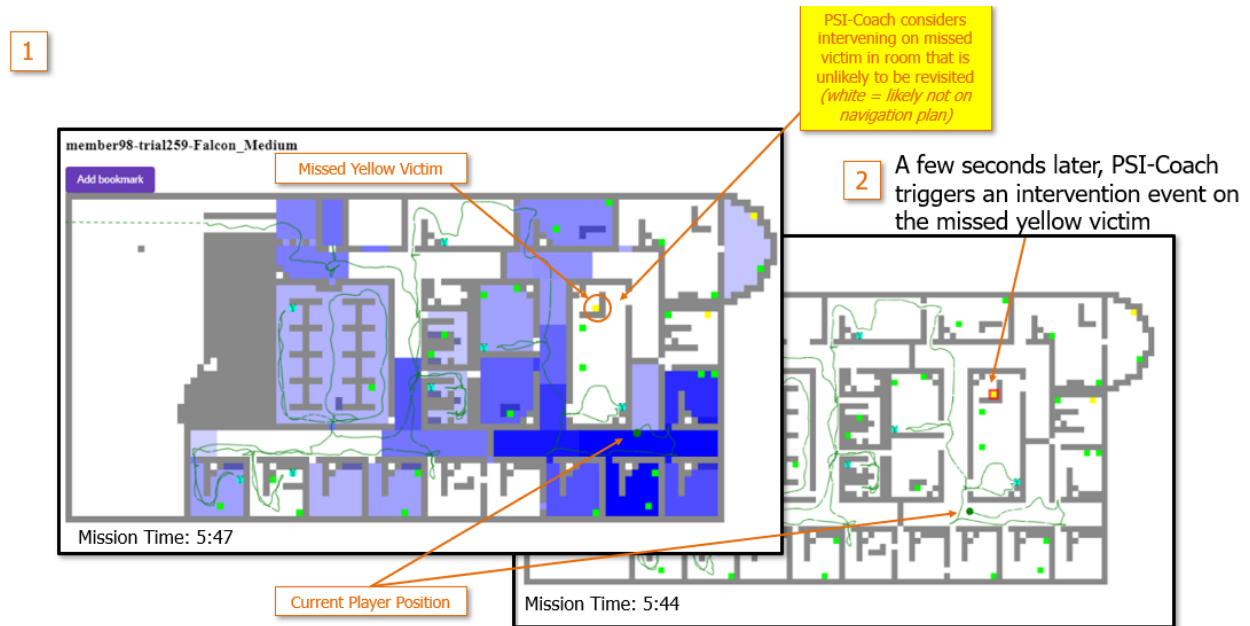 1
PSI-Coach considers
intervening on missed
victim in room that is
unlikely to be revisited
(white = likely not on
navigation plan)
member98-trial259-Falcon_Medium
Add bookmark
Missed Yellow Victim
2
A few seconds later, PSI-Coach
triggers an intervention event on
the missed yellow victim
Mission Time: 5:47
Current Player Position
Mission Time: 5:44